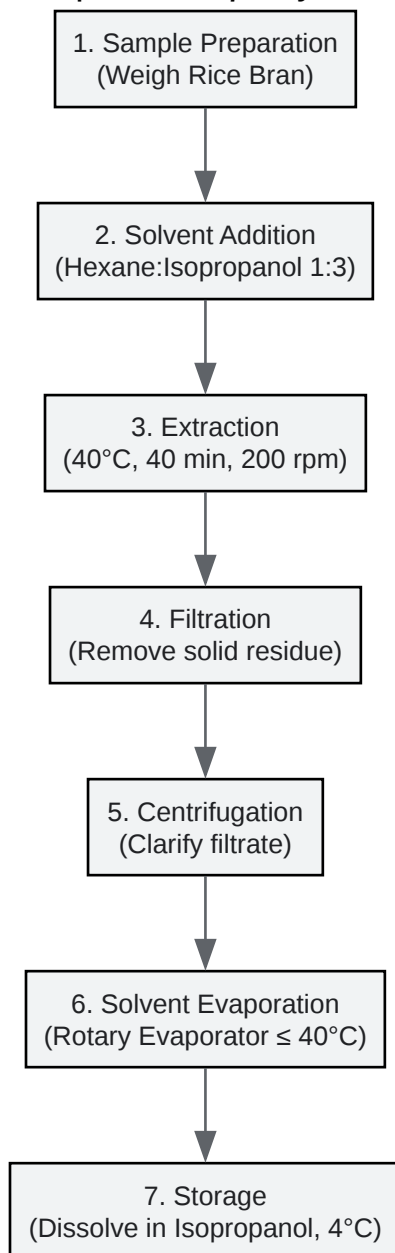 1. Sample Preparation
(Weigh Rice Bran)
2. Solvent Addition
(Hexane:Isopropanol 1:3)
3. Extraction
(40°C, 40 min, 200 rpm)
4. Filtration
(Remove solid residue)
5. Centrifugation
(Clarify filtrate)
6. Solvent Evaporation
(Rotary Evaporator ≤ 40°C)
7. Storage
(Dissolve in Isopropanol, 4°C)